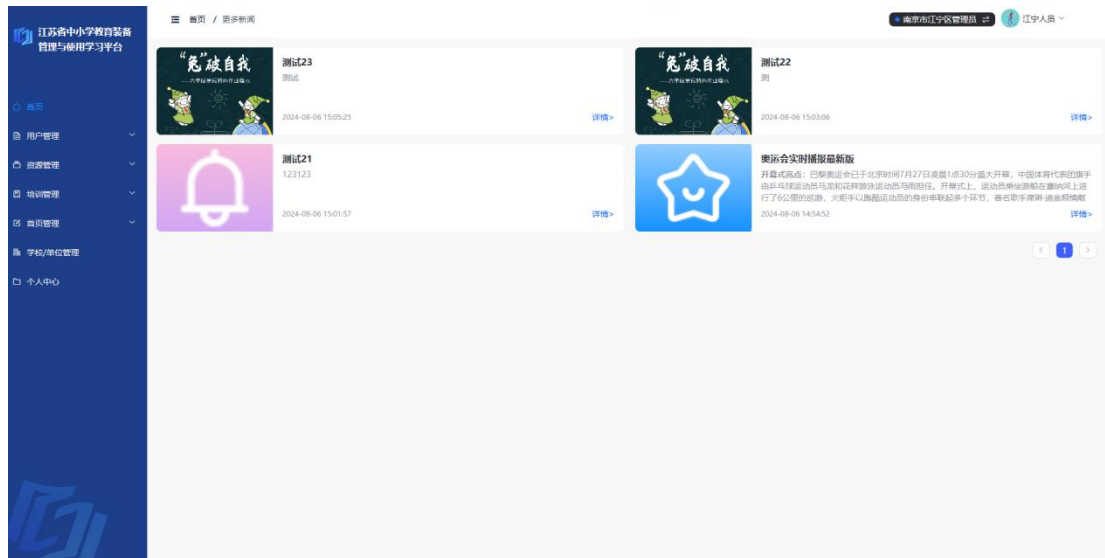 江苏省中小学教育装备
管理与使用学习平台
首页
用户管理
资源管理
培训管理
首页管理
学校/单位管理
个人中心
首页 / 更多新闻
南京市江宁区管理员
江宁人员
“兔”破自我
测试23
测试
2024-08-06 15:05:25
详情>
“兔”破自我
测试22
测
2024-08-06 15:03:06
详情>
测试21
123123
2024-08-06 15:01:57
详情>
奥运会实时播报最新版
开幕式亮点：巴黎奥运会已于北京时间7月27日凌晨1点30分盛大开幕，中国体育代表团旗手
由乒乓球运动员马龙和花样游泳运动员冯雨担任。开幕式上，运动员乘坐游船在塞纳河上进
行了6公里的巡游，火炬手以跑酷运动员的身份串联起多个环节，著名歌手席琳·迪翁倾情献
2024-08-06 14:54:52
详情>
< 1 >